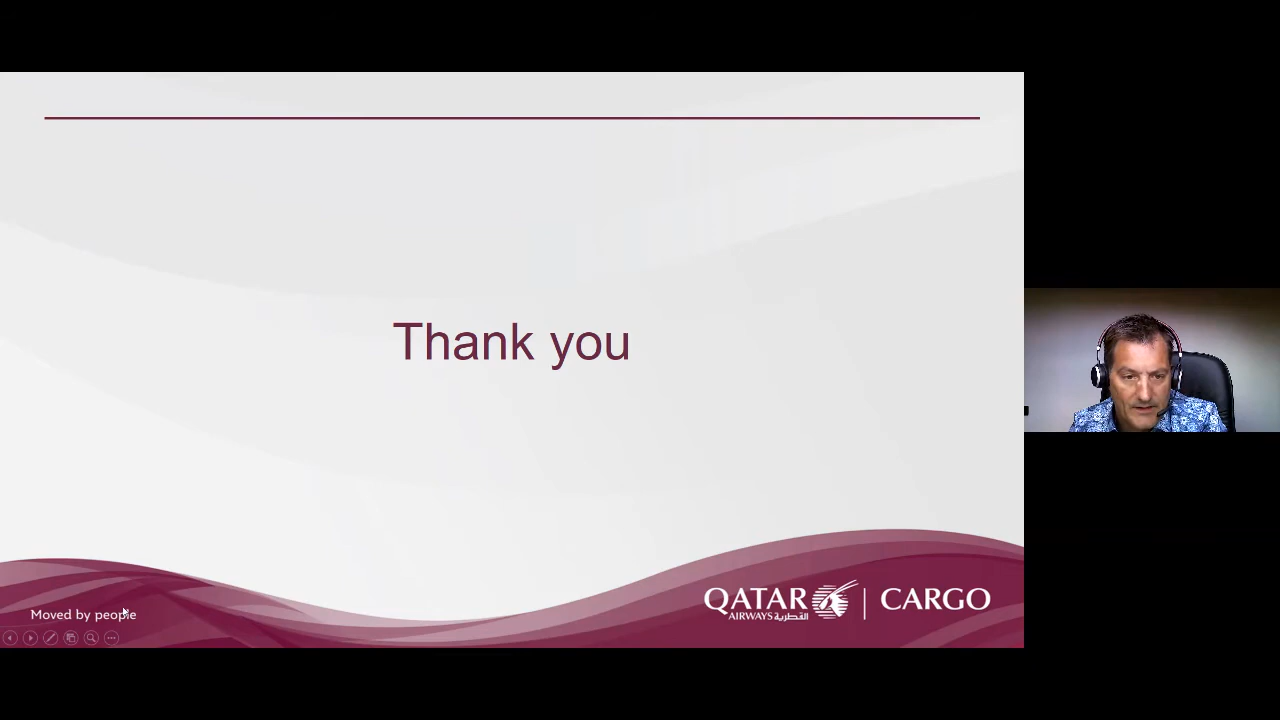 Thank you
Moved by people
QATAR
AIRWAYS القطرية
CARGO